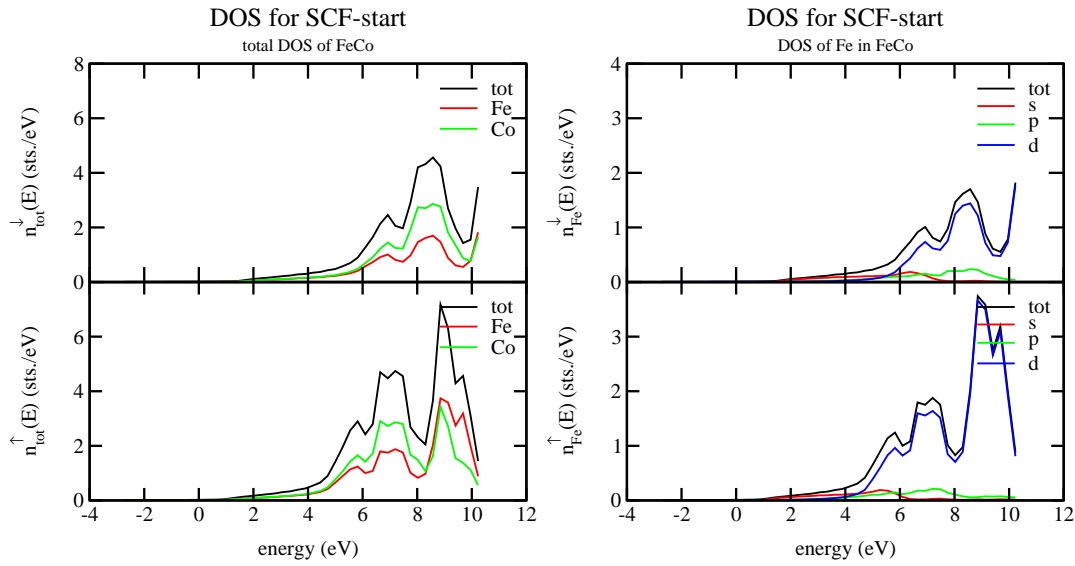 DOS for SCF-start
total DOS of FeCo
8
6
4
2
0
n↓tot(E) (sts./eV)
tot
Fe
Co
6
4
2
0
n↑tot(E) (sts./eV)
tot
Fe
Co
-4 -2 0 2 4 6 8 10 12
energy (eV)
DOS for SCF-start
DOS of Fe in FeCo
4
3
2
1
0
n↓Fe(E) (sts./eV)
tot
s
p
d
3
2
1
0
n↑Fe(E) (sts./eV)
tot
s
p
d
-4 -2 0 2 4 6 8 10 12
energy (eV)